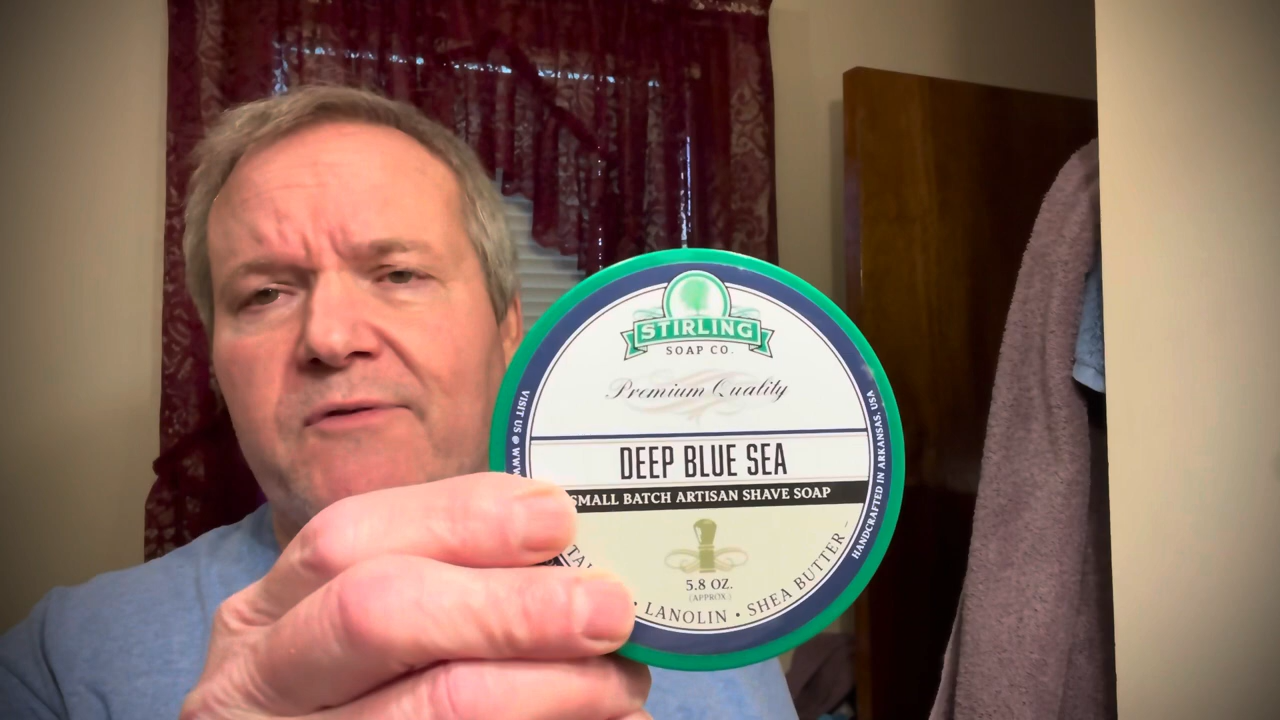 STIRLING
SOAP CO.
Premium Quality
DEEP BLUE SEA
SMALL BATCH ARTISAN SHAVE SOAP
5.8 OZ.
(APPROX.)
• LANOLIN • SHEA BUTTER -
VISIT US @ WWW
HANDCRAFTED IN ARKANSAS, USA